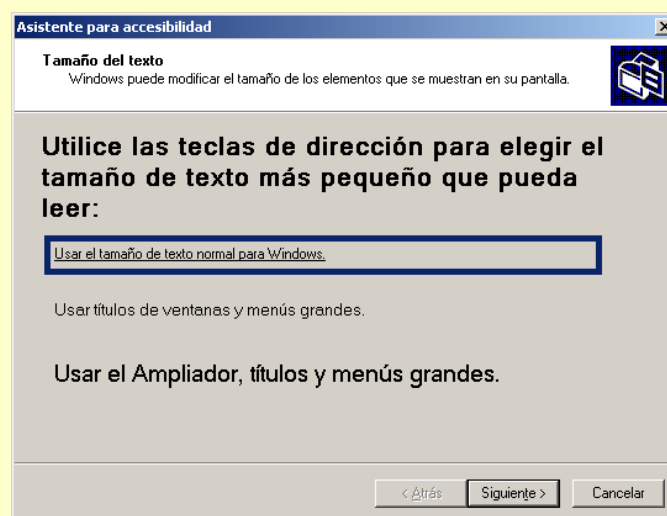 Asistente para accesibilidad
Tamaño del texto
Windows puede modificar el tamaño de los elementos que se muestran en su pantalla.
Utilice las teclas de dirección para elegir el
tamaño de texto más pequeño que pueda
leer:
Usar el tamaño de texto normal para Windows.
Usar títulos de ventanas y menús grandes.
Usar el Ampliador, títulos y menús grandes.
< Atrás Siguiente > Cancelar